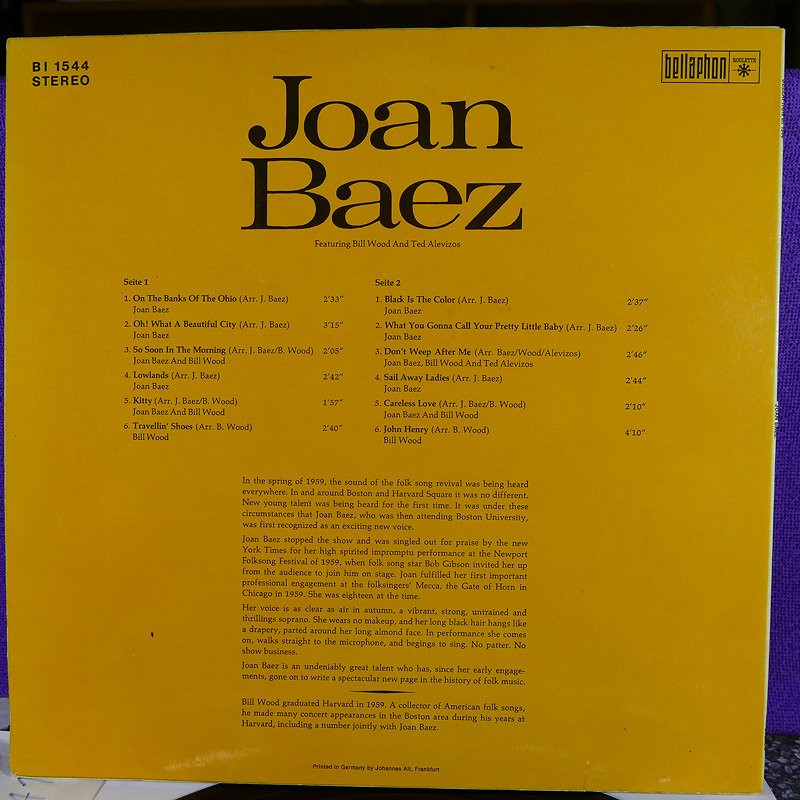 BI 1544
STEREO
bellaphon
ROULETTE
Joan
Baez
Featuring Bill Wood And Ted Alevizos
Seite 1
1. On The Banks Of The Ohio (Arr. J. Baez) 2’33”
Joan Baez
2. Oh! What A Beautiful City (Arr. J. Baez) 3’15”
Joan Baez
3. So Soon In The Morning (Arr. J. Baez/B. Wood) 2’05”
Joan Baez And Bill Wood
4. Lowlands (Arr. J. Baez) 2’42”
Joan Baez
5. Kitty (Arr. J. Baez/B. Wood) 1’57”
Joan Baez And Bill Wood
6. Travellin’ Shoes (Arr. B. Wood) 2’40”
Bill Wood
Seite 2
1. Black Is The Color (Arr. J. Baez) 2’37”
Joan Baez
2. What You Gonna Call Your Pretty Little Baby (Arr. J. Baez) 2’26”
Joan Baez
3. Don’t Weep After Me (Arr. Baez/Wood/Alevizos) 2’46”
Joan Baez, Bill Wood And Ted Alevizos
4. Sail Away Ladies (Arr. J. Baez) 2’44”
Joan Baez
5. Careless Love (Arr. J. Baez/B. Wood) 2’10”
Joan Baez And Bill Wood
6. John Henry (Arr. B. Wood) 4’10”
Bill Wood
In the spring of 1959, the sound of the folk song revival was being heard
everywhere. In and around Boston and Harvard Square it was no different.
New young talent was being heard for the first time. It was under these
circumstances that Joan Baez, who was then attending Boston University,
was first recognized as an exciting new voice.
Joan Baez stopped the show and was singled out for praise by the new
York Times for her high spirited impromptu performance at the Newport
Folksong Festival of 1959, when folk song star Bob Gibson invited her up
from the audience to join him on stage. Joan fulfilled her first important
professional engagement at the folksingers’ Mecca, the Gate of Horn in
Chicago in 1959. She was eighteen at the time.
Her voice is as clear as air in autumn, a vibrant, strong, untrained and
thrillings soprano. She wears no makeup, and her long black hair hangs like
a drapery, parted around her long almond face. In performance she comes
on, walks straight to the microphone, and begings to sing. No patter. No
show business.
Joan Baez is an undeniably great talent who has, since her early engage-
ments, gone on to write a spectacular new page in the history of folk music.
Bill Wood graduated Harvard in 1959. A collector of American folk songs,
he made many concert appearances in the Boston area during his years at
Harvard, including a number jointly with Joan Baez.
Printed in Germany by Johannes Alt, Frankfurt